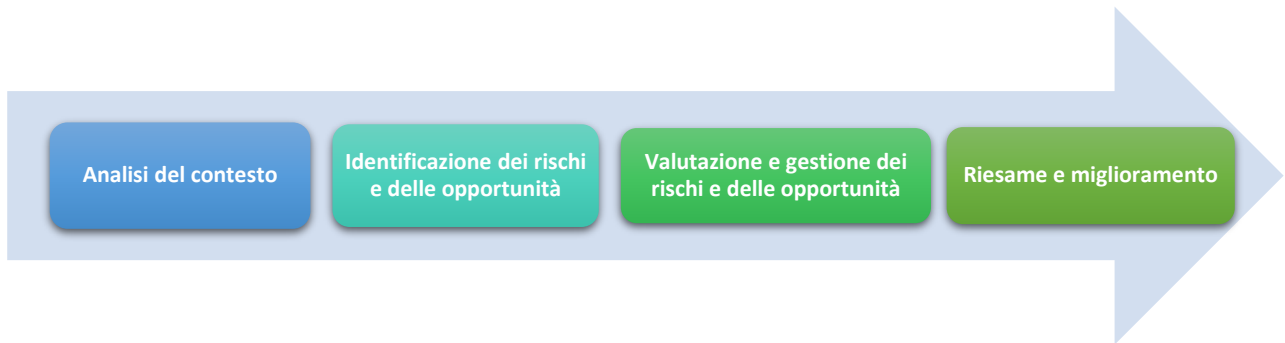 Analisi del contesto
Identificazione dei rischi
e delle opportunità
Valutazione e gestione dei
rischi e delle opportunità
Riesame e miglioramento